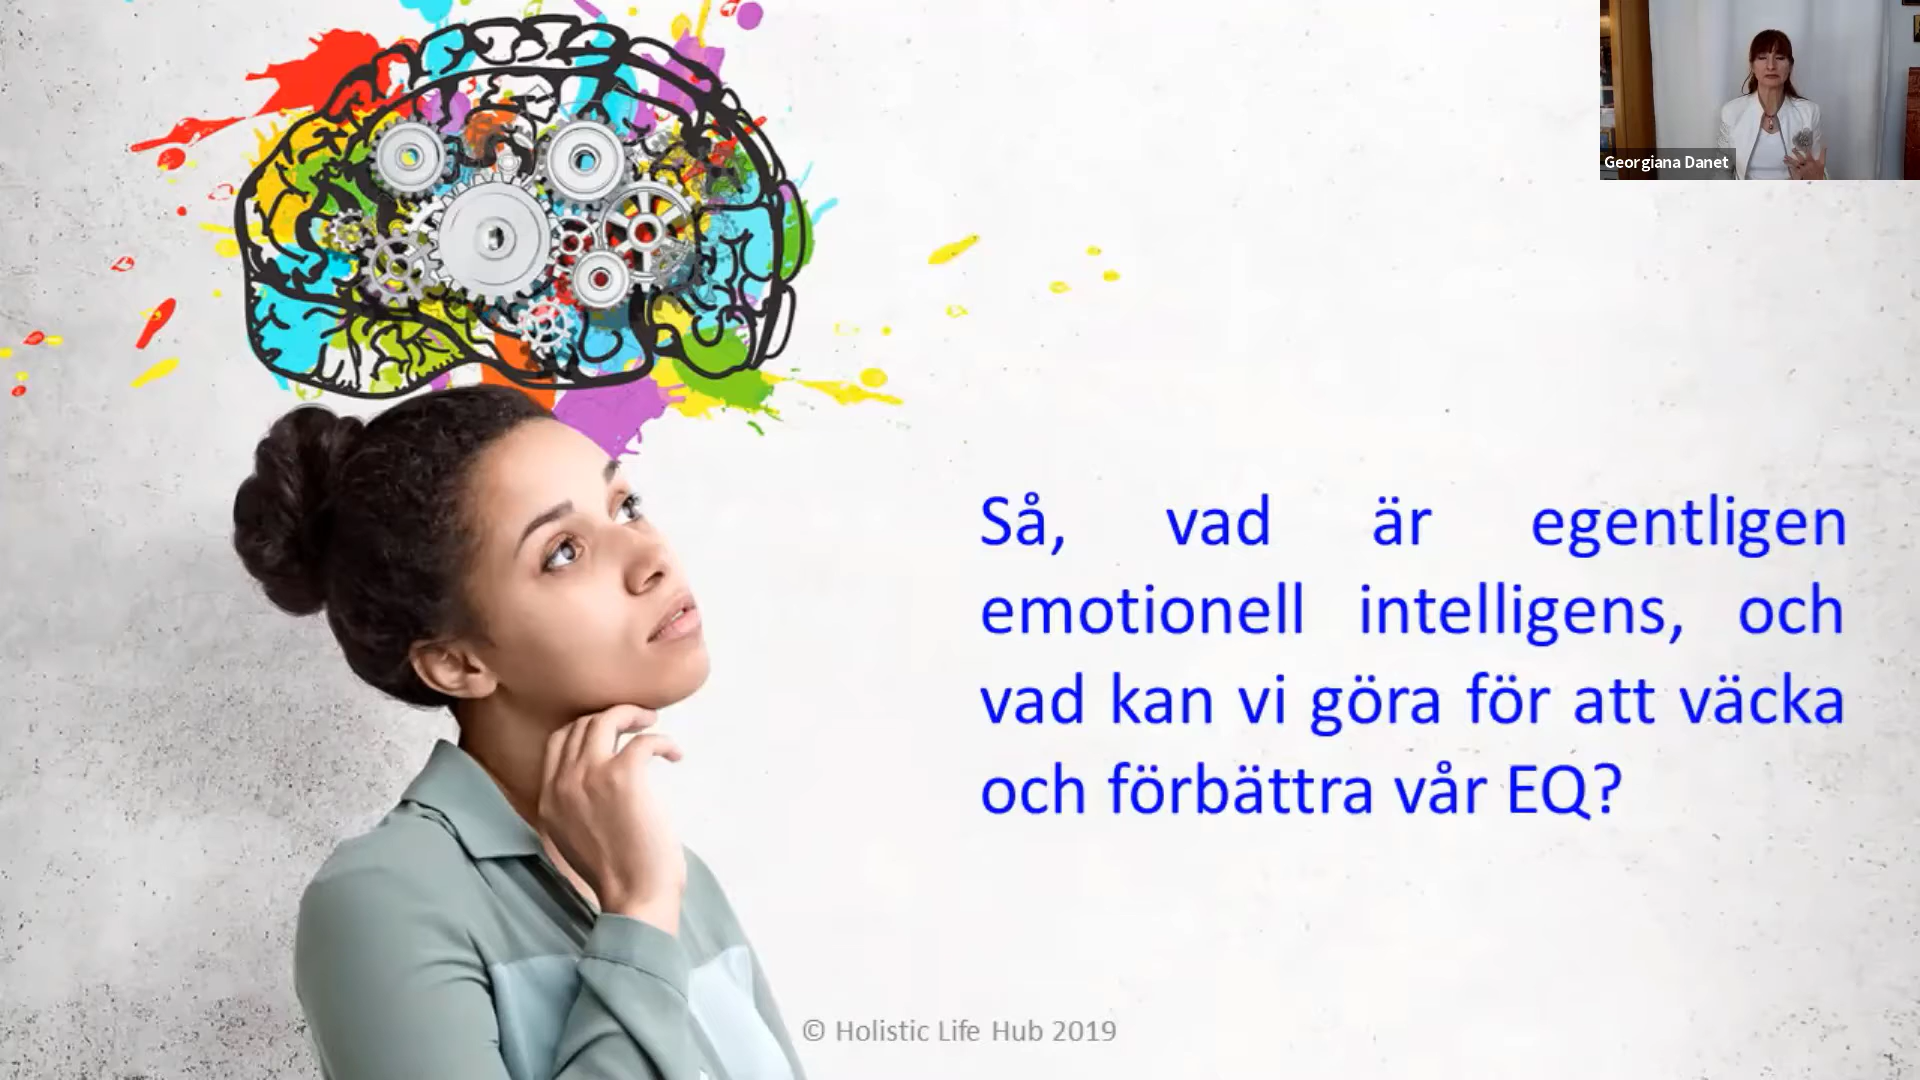 Georgiana Danet
Så, vad är egentligen
emotionell intelligens, och
vad kan vi göra för att väcka
och förbättra vår EQ?
© Holistic Life Hub 2019